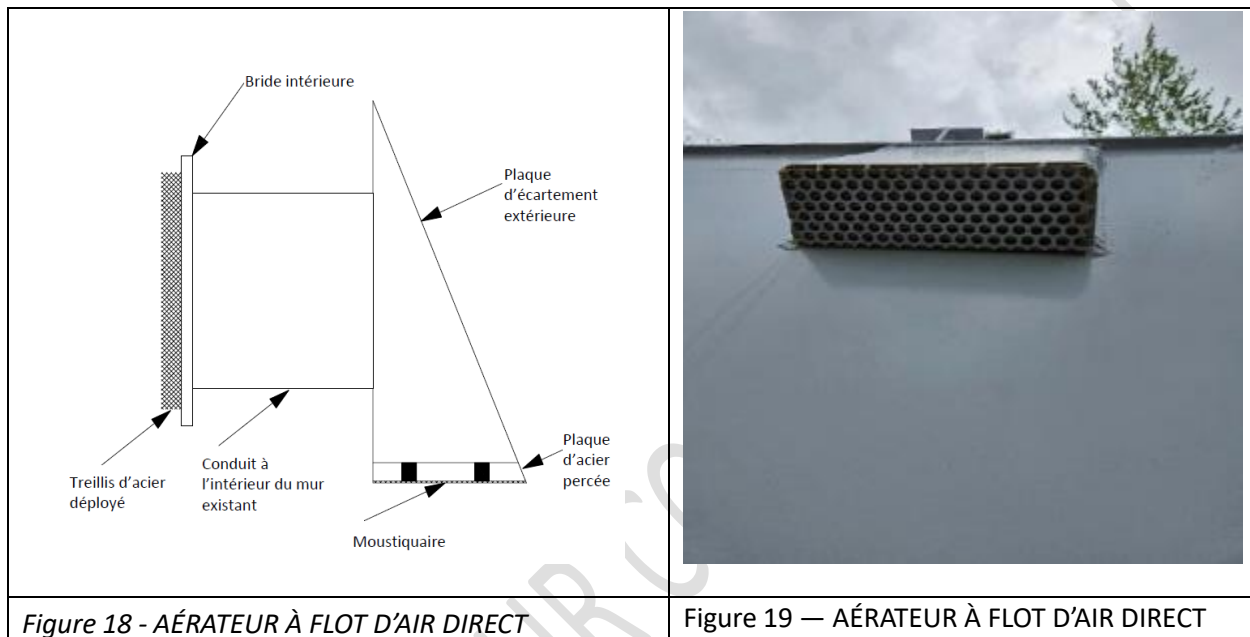 Bride intérieure
Plaque
d’écartement
extérieure
Treillis d’acier
déployé
Conduit à
l’intérieur du mur
existant
Plaque
d’acier
percée
Moustiquaire
Figure 18 - AÉRATEUR À FLOT D’AIR DIRECT
Figure 19 — AÉRATEUR À FLOT D’AIR DIRECT